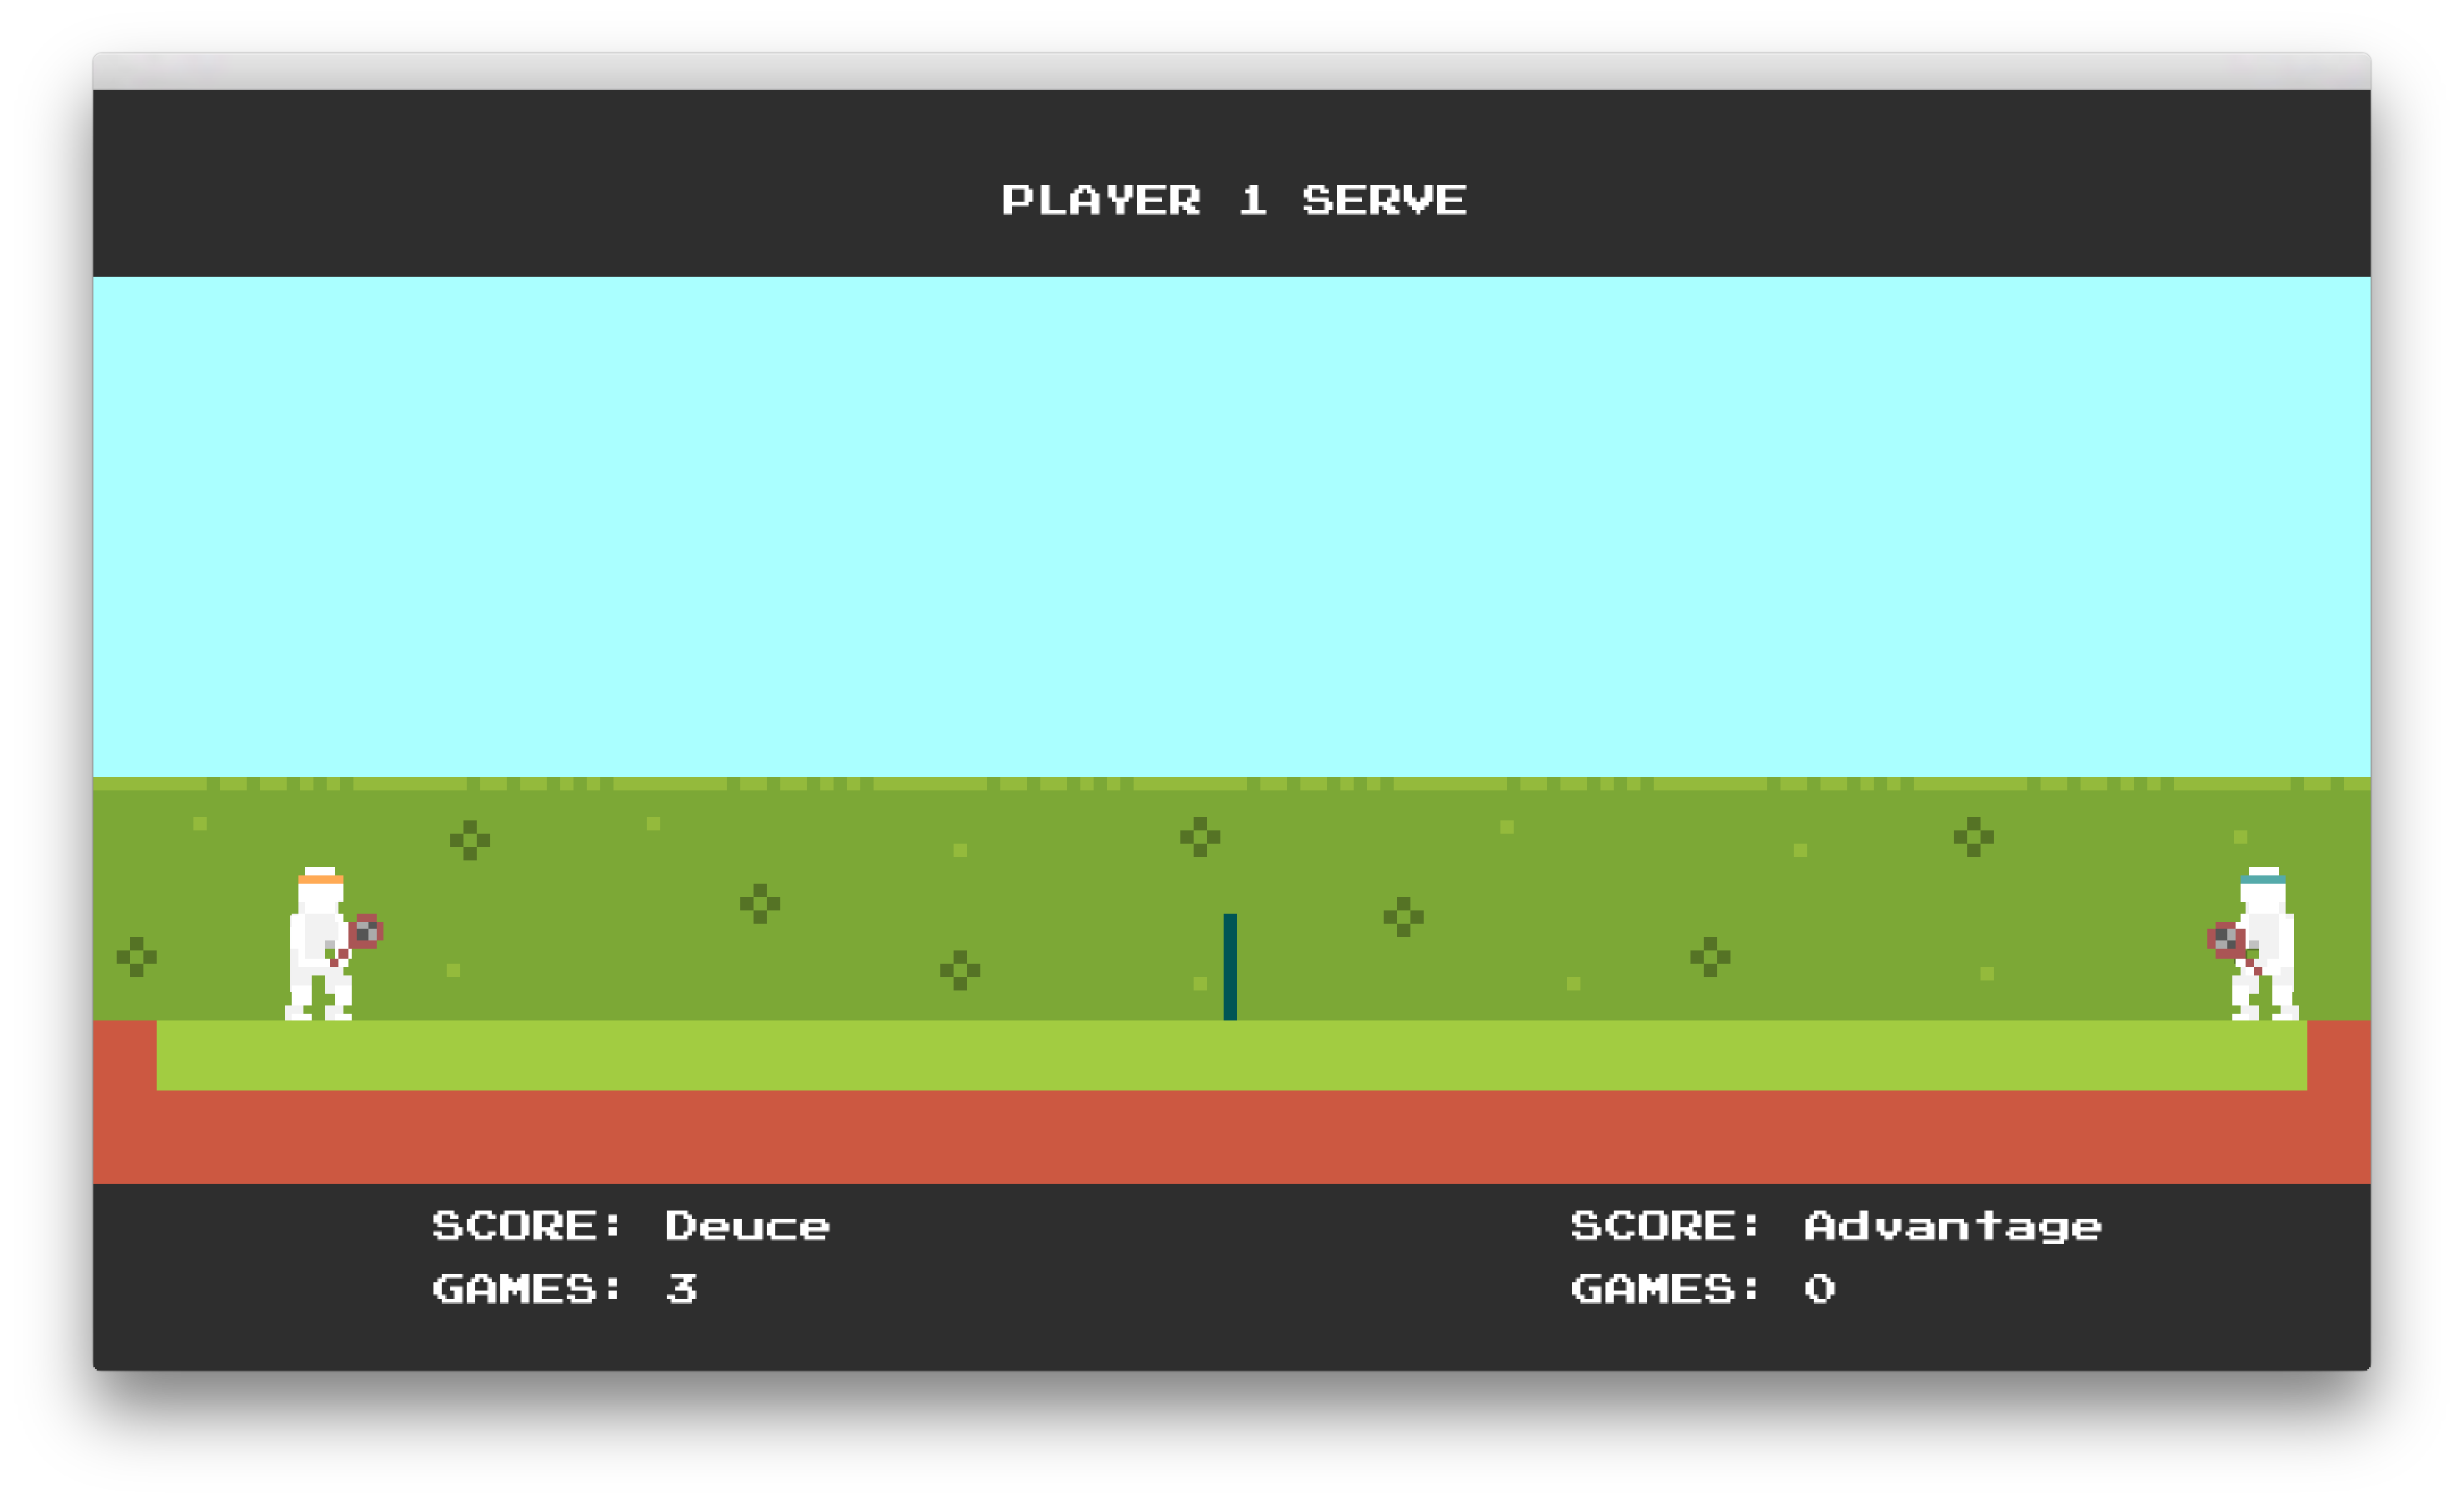 PLAYER 1 SERVE
SCORE: Deuce
GAMES: 3
SCORE: Advantage
GAMES: 0